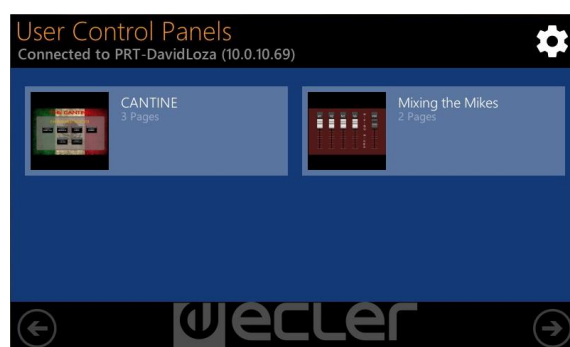 User Control Panels
Connected to PRT-DavidLoza (10.0.10.69)
CANTINE
3 Pages
Mixing the Mikes
2 Pages
ecler